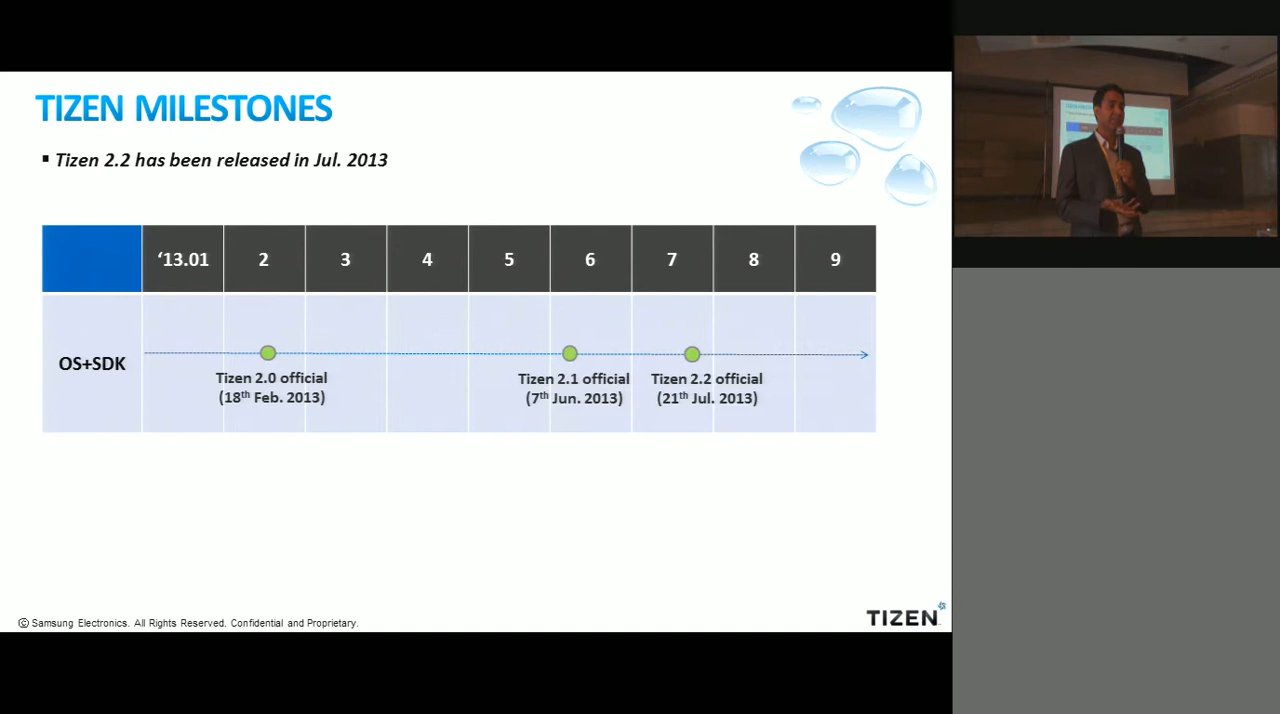 TIZEN MILESTONES
▪ Tizen 2.2 has been released in Jul. 2013
‘13.01 2 3 4 5 6 7 8 9
OS+SDK
Tizen 2.0 official
(18th Feb. 2013)
Tizen 2.1 official
(7th Jun. 2013)
Tizen 2.2 official
(21th Jul. 2013)
© Samsung Electronics. All Rights Reserved. Confidential and Proprietary.
TIZEN